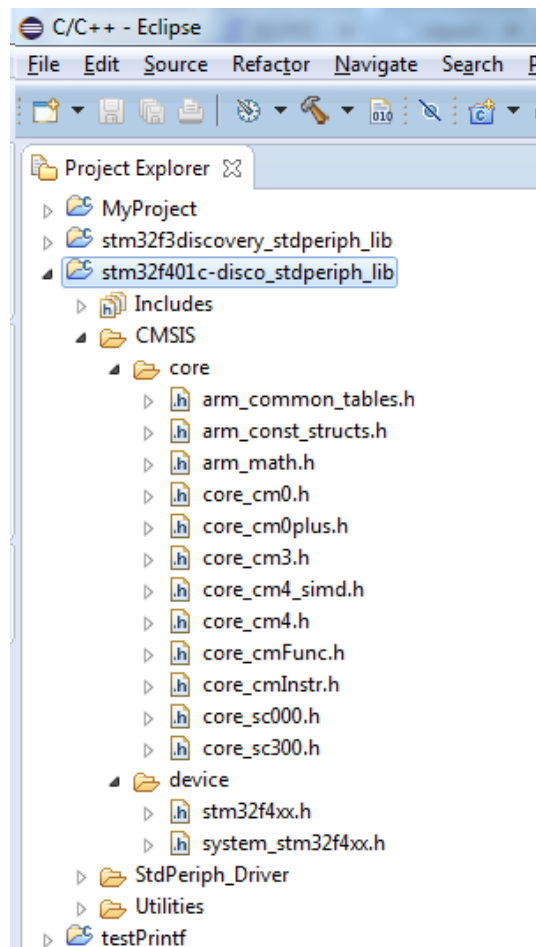 C/C++ - Eclipse
File Edit Source Refactor Navigate Search
010
Project Explorer
MyProject
stm32f3discovery_stdperiph_lib
stm32f401c-disco_stdperiph_lib
Includes
CMSIS
core
.h arm_common_tables.h
.h arm_const_structs.h
.h arm_math.h
.h core_cm0.h
.h core_cm0plus.h
.h core_cm3.h
.h core_cm4_simd.h
.h core_cm4.h
.h core_cmFunc.h
.h core_cmInstr.h
.h core_sc000.h
.h core_sc300.h
device
.h stm32f4xx.h
.h system_stm32f4xx.h
StdPeriph_Driver
Utilities
testPrintf